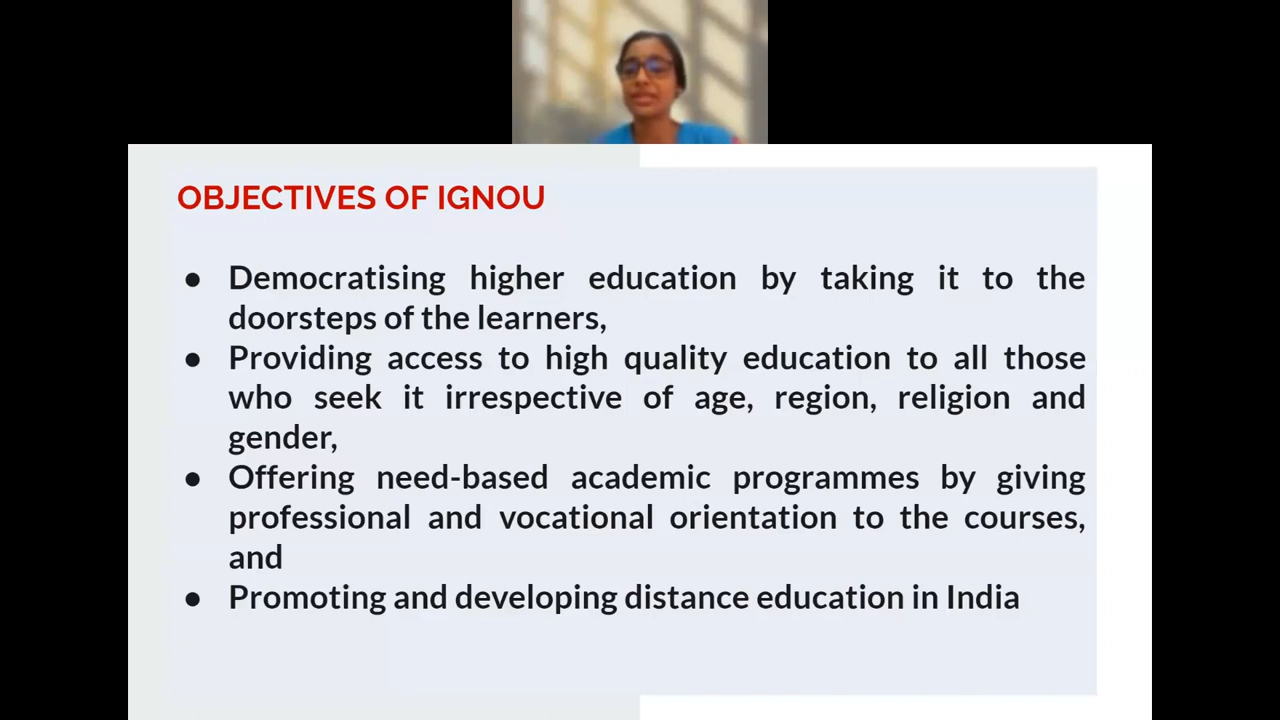 OBJECTIVES OF IGNOU
● Democratising higher education by taking it to the
doorsteps of the learners,
● Providing access to high quality education to all those
who seek it irrespective of age, region, religion and
gender,
● Offering need-based academic programmes by giving
professional and vocational orientation to the courses,
and
● Promoting and developing distance education in India